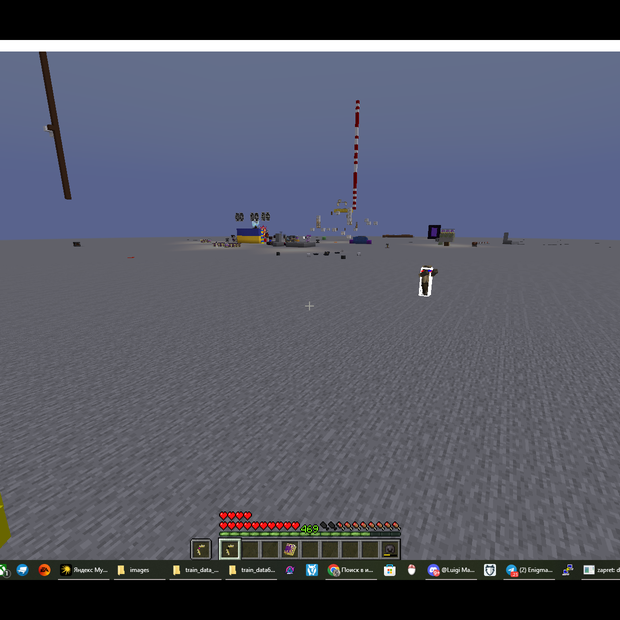 469
Яндекс Му...
images
train_data_...
train_data6...
Поиск в и...
@Luigi Ma...
(2) Enigma...
zapret: d